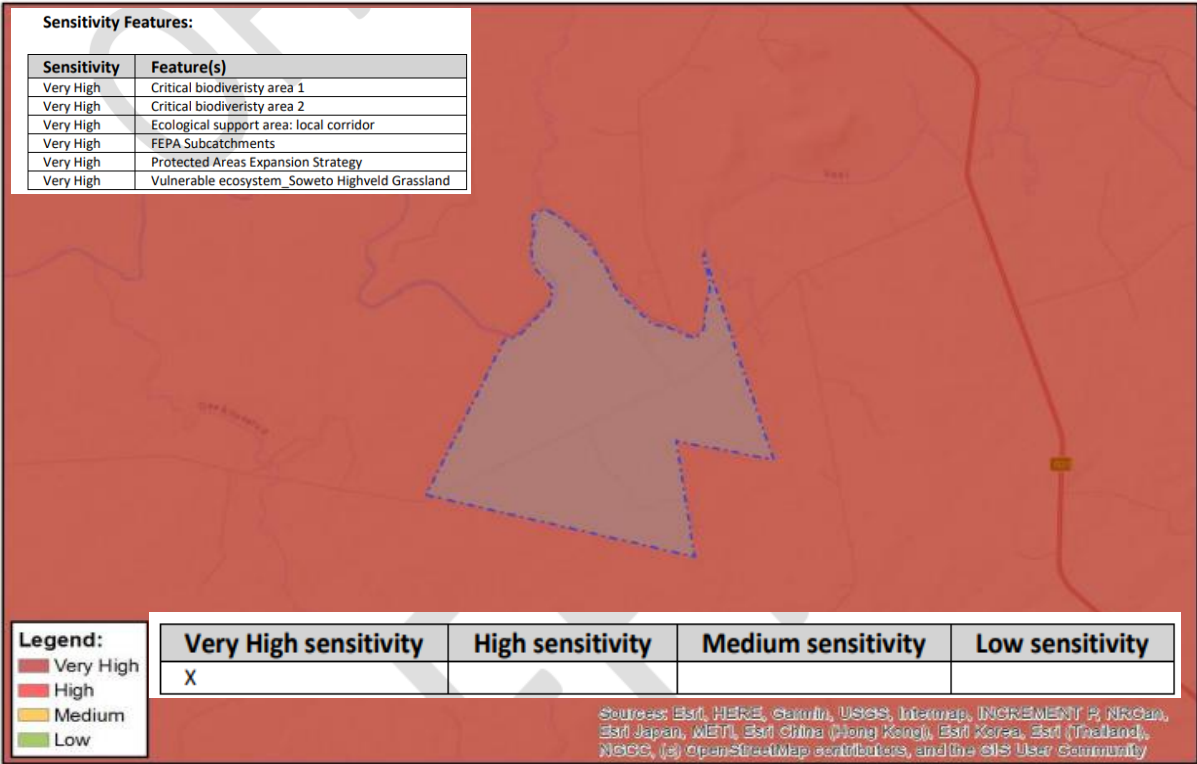 Sensitivity Features:
Sensitivity Feature(s)
Very High Critical biodiveristy area 1
Very High Critical biodiveristy area 2
Very High Ecological support area: local corridor
Very High FEPA Subcatchments
Very High Protected Areas Expansion Strategy
Very High Vulnerable ecosystem_Soweto Highveld Grassland
Legend:
Very High
High
Medium
Low
Very High sensitivity High sensitivity Medium sensitivity Low sensitivity
X
Sources: Esri, HERE, Garmin, USGS, Intermap, INCREMENT P, NRCan,
Esri Japan, METI, Esri China (Hong Kong), Esri Korea, Esri (Thailand),
NGCC, (c) OpenStreetMap contributors, and the GIS User Community